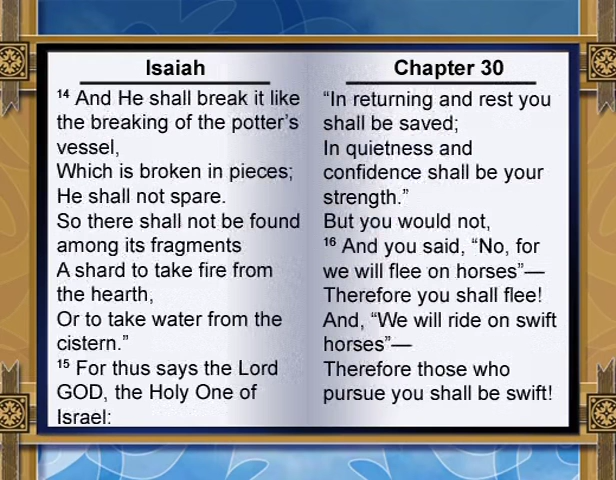 Isaiah
¹⁴ And He shall break it like
the breaking of the potter's
vessel,
Which is broken in pieces;
He shall not spare.
So there shall not be found
among its fragments
A shard to take fire from
the hearth,
Or to take water from the
cistern.”
¹⁵ For thus says the Lord
GOD, the Holy One of
Israel:
Chapter 30
“In returning and rest you
shall be saved;
In quietness and
confidence shall be your
strength.”
But you would not,
¹⁶ And you said, “No, for
we will flee on horses”—
Therefore you shall flee!
And, “We will ride on swift
horses”—
Therefore those who
pursue you shall be swift!